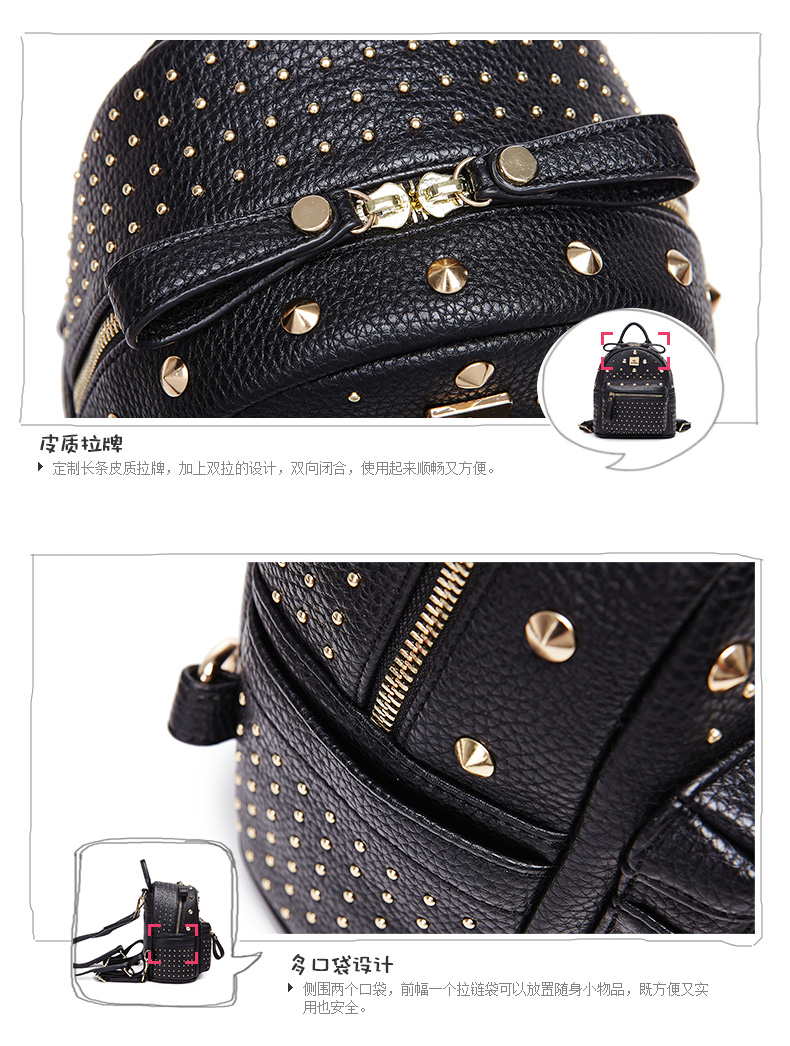 皮质拉牌
定制长条皮质拉牌，加上双拉的设计，双向闭合，使用起来顺畅又方便。
多口袋设计
侧围两个口袋，前幅一个拉链袋可以放置随身小物品，既方便又实
用也安全。